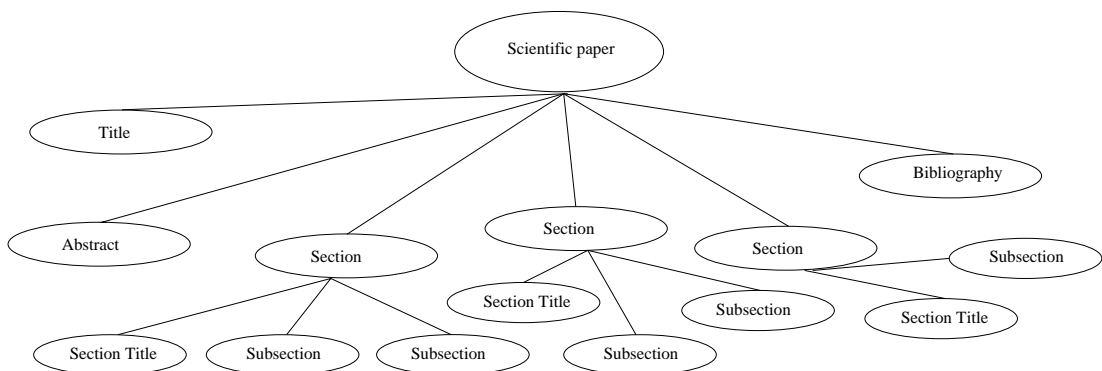 Scientific paper
Title
Bibliography
Abstract
Section
Section
Section
Subsection
Section Title
Subsection
Section Title
Section Title
Subsection
Subsection
Subsection